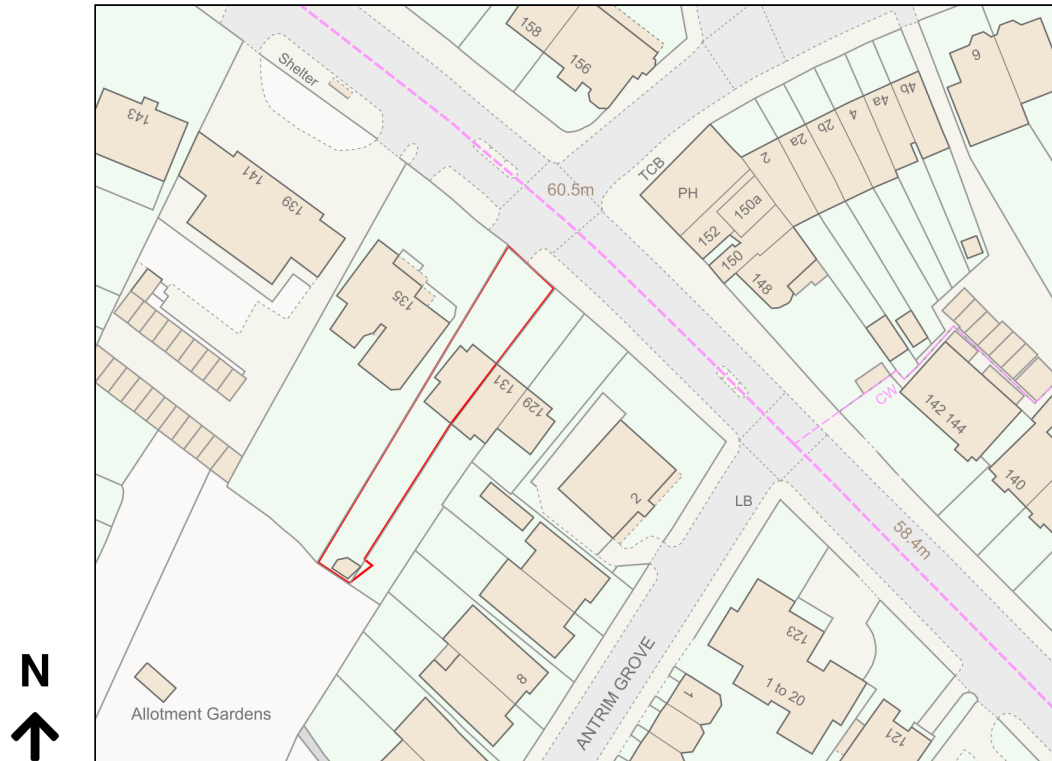 158
156
Shelter
6
143
4b
4a
4
2b
2a
2
TCB
141
139
60.5m
PH
150a
152
150
148
135
131
129
CW
142 144
140
2
LB
58.4m
123
1 to 20
121
8
1
ANTRIM GROVE
Allotment Gardens
N